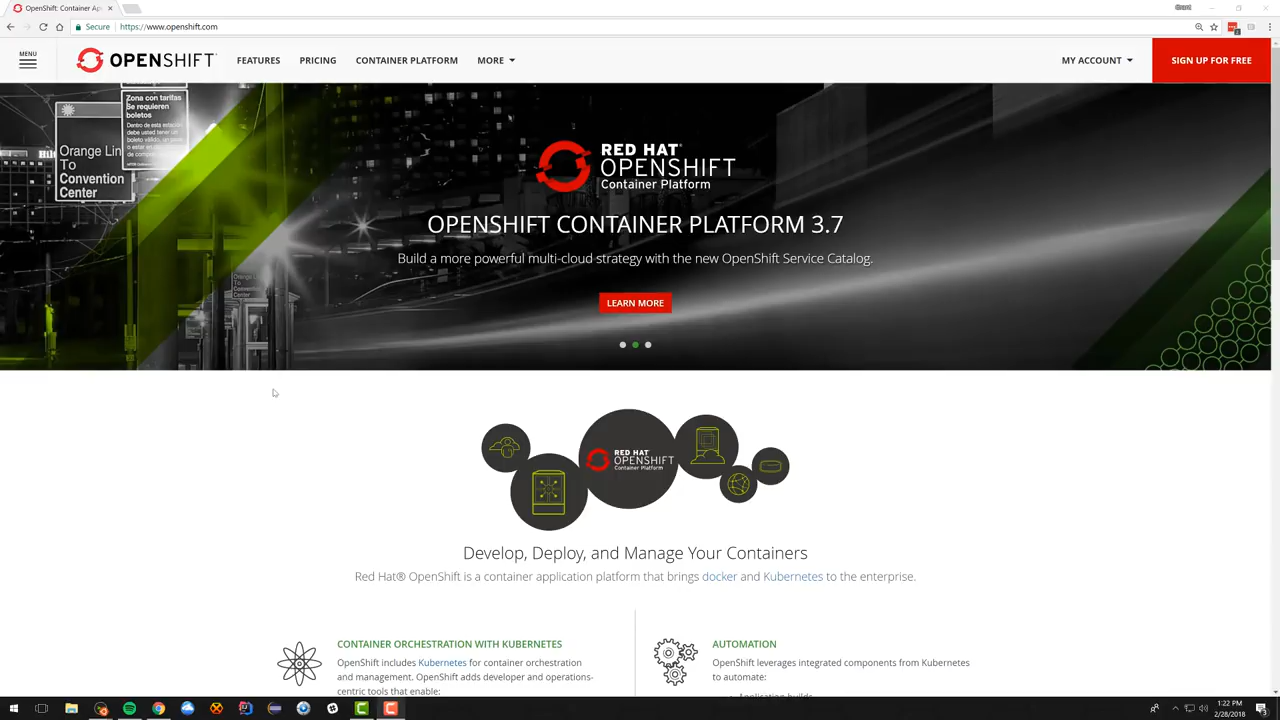 OpenShift: Container Ap
Secure
https://www.openshift.com
MENU
OPENSHIFT
FEATURES
PRICING
CONTAINER PLATFORM
MORE
MY ACCOUNT
SIGN UP FOR FREE
Zona con tarifas
Se requieren
boletos
Orange Lin
To
Convention
Center
RED HAT®
OPENSHIFT
Container Platform
OPENSHIFT CONTAINER PLATFORM 3.7
Build a more powerful multi-cloud strategy with the new OpenShift Service Catalog.
LEARN MORE
RED HAT
OPENSHIFT
Container Platform
Develop, Deploy, and Manage Your Containers
Red Hat® OpenShift is a container application platform that brings docker and Kubernetes to the enterprise.
CONTAINER ORCHESTRATION WITH KUBERNETES
OpenShift includes Kubernetes for container orchestration
and management. OpenShift adds developer and operations-
centric tools that enable:
AUTOMATION
OpenShift leverages integrated components from Kubernetes
to automate:
Application builds
1:22 PM
2/28/2018